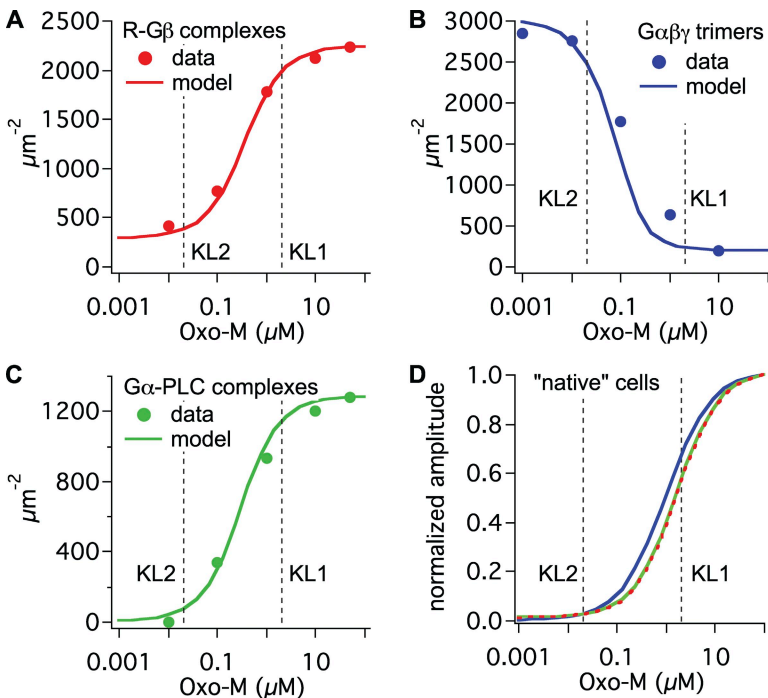 A
R-Gβ complexes
data
model
2500
2000
1500
1000
500
0
µm-2
KL2
KL1
0.001
0.1
10
Oxo-M (µM)
B
Gαβγ trimers
data
model
3000
2500
2000
1500
1000
500
0
µm-2
KL2
KL1
0.001
0.1
10
Oxo-M (µM)
C
Gα-PLC complexes
data
model
1200
800
400
0
µm-2
KL2
KL1
0.001
0.1
10
Oxo-M (µM)
D
"native" cells
1.0
0.8
0.6
0.4
0.2
0.0
normalized amplitude
KL2
KL1
0.001
0.1
10
Oxo-M (µM)